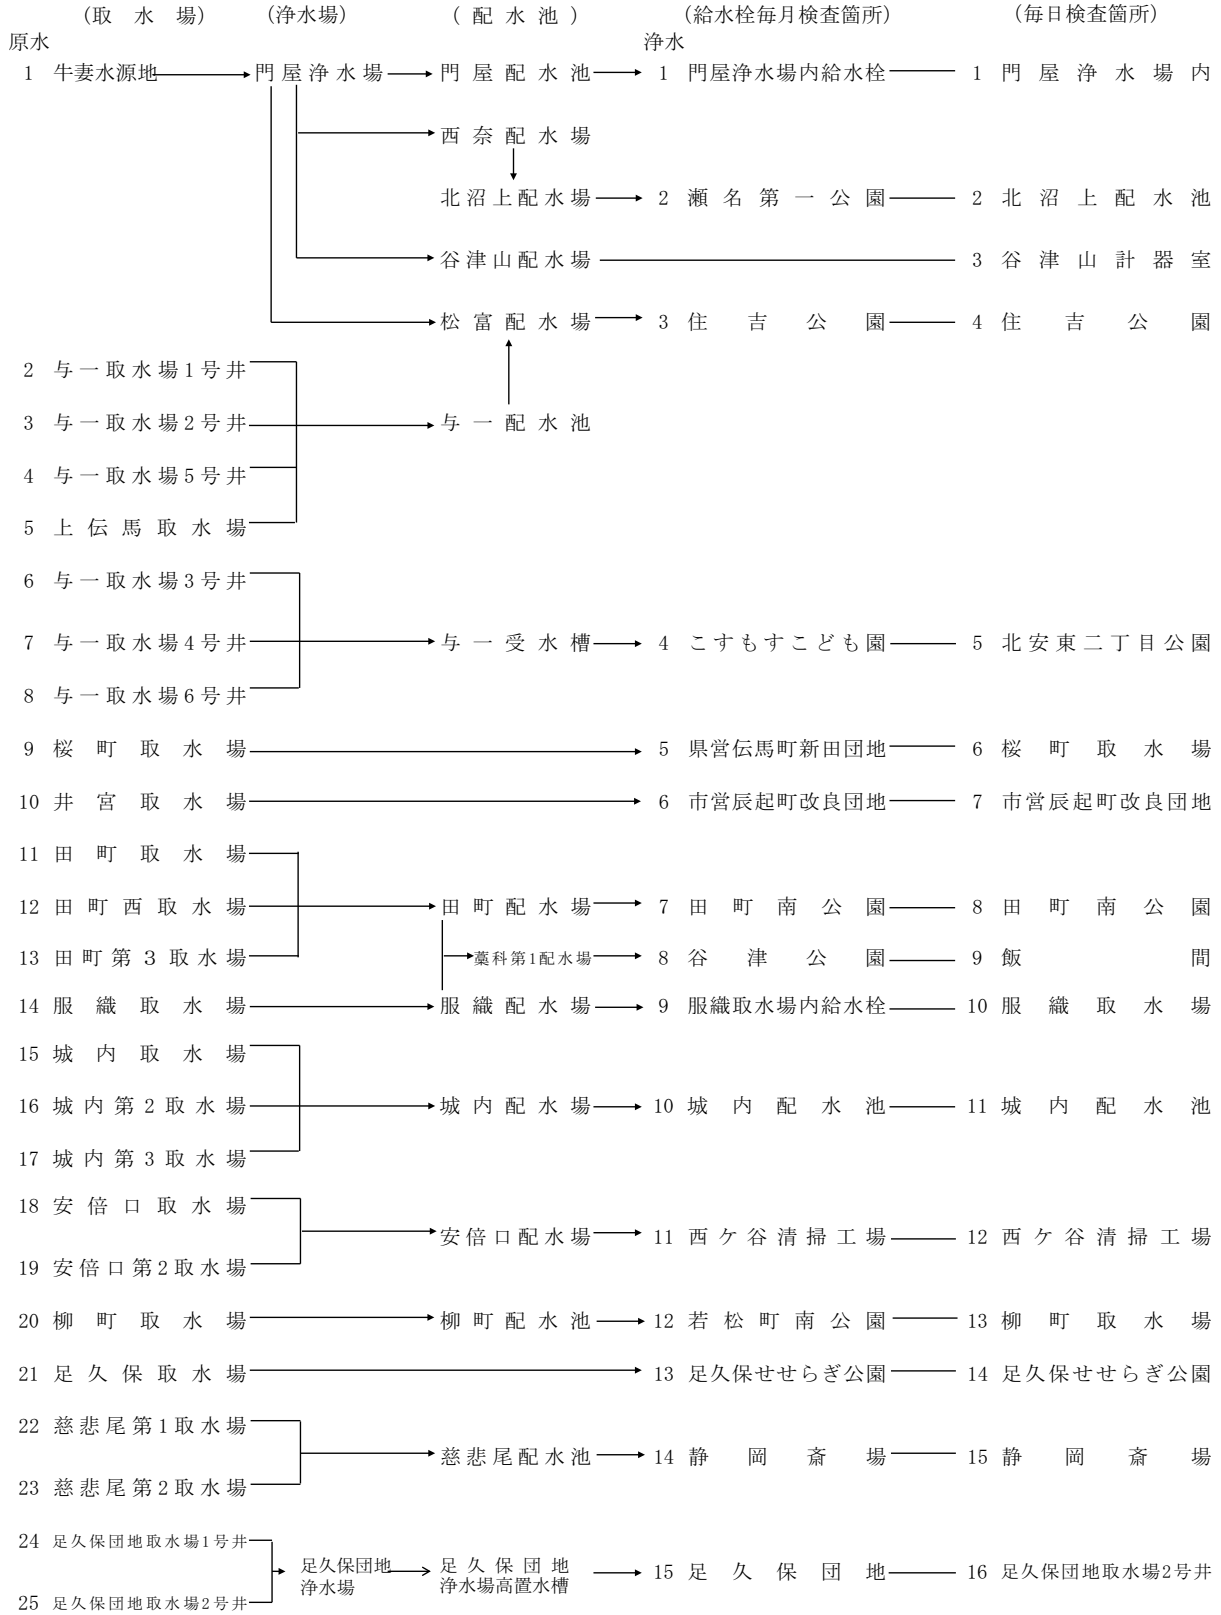 (取水場) (浄水場) (配水池) (給水栓毎月検査箇所) (毎日検査箇所)
原水 浄水
1 牛妻水源地 門屋浄水場 門屋配水池 1 門屋浄水場内給水栓 1 門屋浄水場内
西奈配水場
北沼上配水場 2 瀬名第一公園 2 北沼上配水池
谷津山配水場 3 谷津山計器室
松富配水場 3 住吉公園 4 住吉公園
2 与一取水場1号井
3 与一取水場2号井 与一配水池
4 与一取水場5号井
5 上伝馬取水場
6 与一取水場3号井
7 与一取水場4号井 与一受水槽 4 こすもすこども園 5 北安東二丁目公園
8 与一取水場6号井
9 桜町取水場 5 県営伝馬町新田団地 6 桜町取水場
10 井宮取水場 6 市営辰起町改良団地 7 市営辰起町改良団地
11 田町取水場
12 田町西取水場 田町配水場 7 田町南公園 8 田町南公園
13 田町第3取水場 藁科第1配水場 8 谷津公園 9 飯間
14 服織取水場 服織配水場 9 服織取水場内給水栓 10 服織取水場
15 城内取水場
16 城内第2取水場 城内配水場 10 城内配水池 11 城内配水池
17 城内第3取水場
18 安倍口取水場
安倍口配水場 11 西ケ谷清掃工場 12 西ケ谷清掃工場
19 安倍口第2取水場
20 柳町取水場 柳町配水池 12 若松町南公園 13 柳町取水場
21 足久保取水場 13 足久保せせらぎ公園 14 足久保せせらぎ公園
22 慈悲尾第1取水場
慈悲尾配水池 14 静岡斎場 15 静岡斎場
23 慈悲尾第2取水場
24 足久保団地取水場1号井
足久保団地 足久保団地
浄水場 浄水場高置水槽 15 足久保団地 16 足久保団地取水場2号井
25 足久保団地取水場2号井